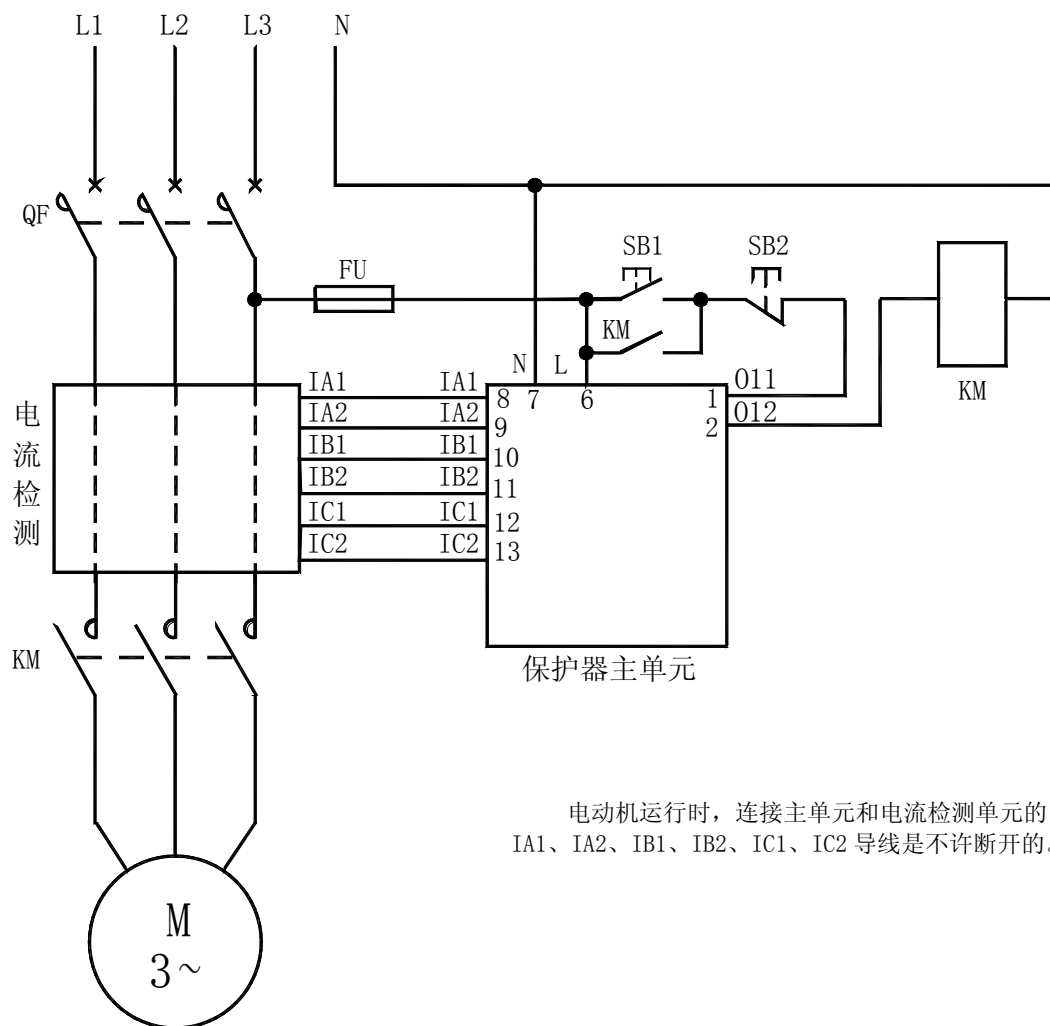 L1 L2 L3 N
QF
FU
SB1 SB2
KM
KM
N L
IA1 IA1
IA2 IA2
IB1 IB1
IB2 IB2
IC1 IC1
IC2 IC2
8 7 6 1 O11
9 2 O12
10
11
12
13
电流检测
保护器主单元
KM
电动机运行时，连接主单元和电流检测单元的
IA1、IA2、IB1、IB2、IC1、IC2 导线是不许断开的。
M
3~